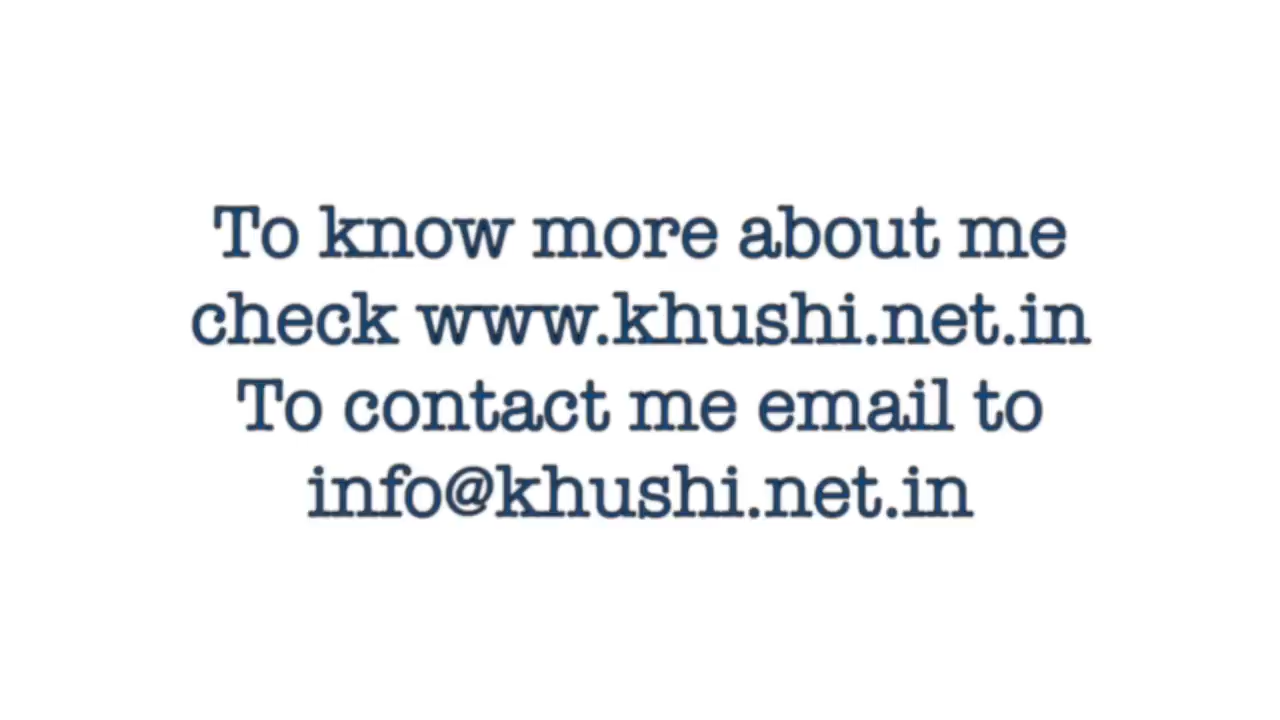 To know more about me
check www.khushi.net.in
To contact me email to
info@khushi.net.in